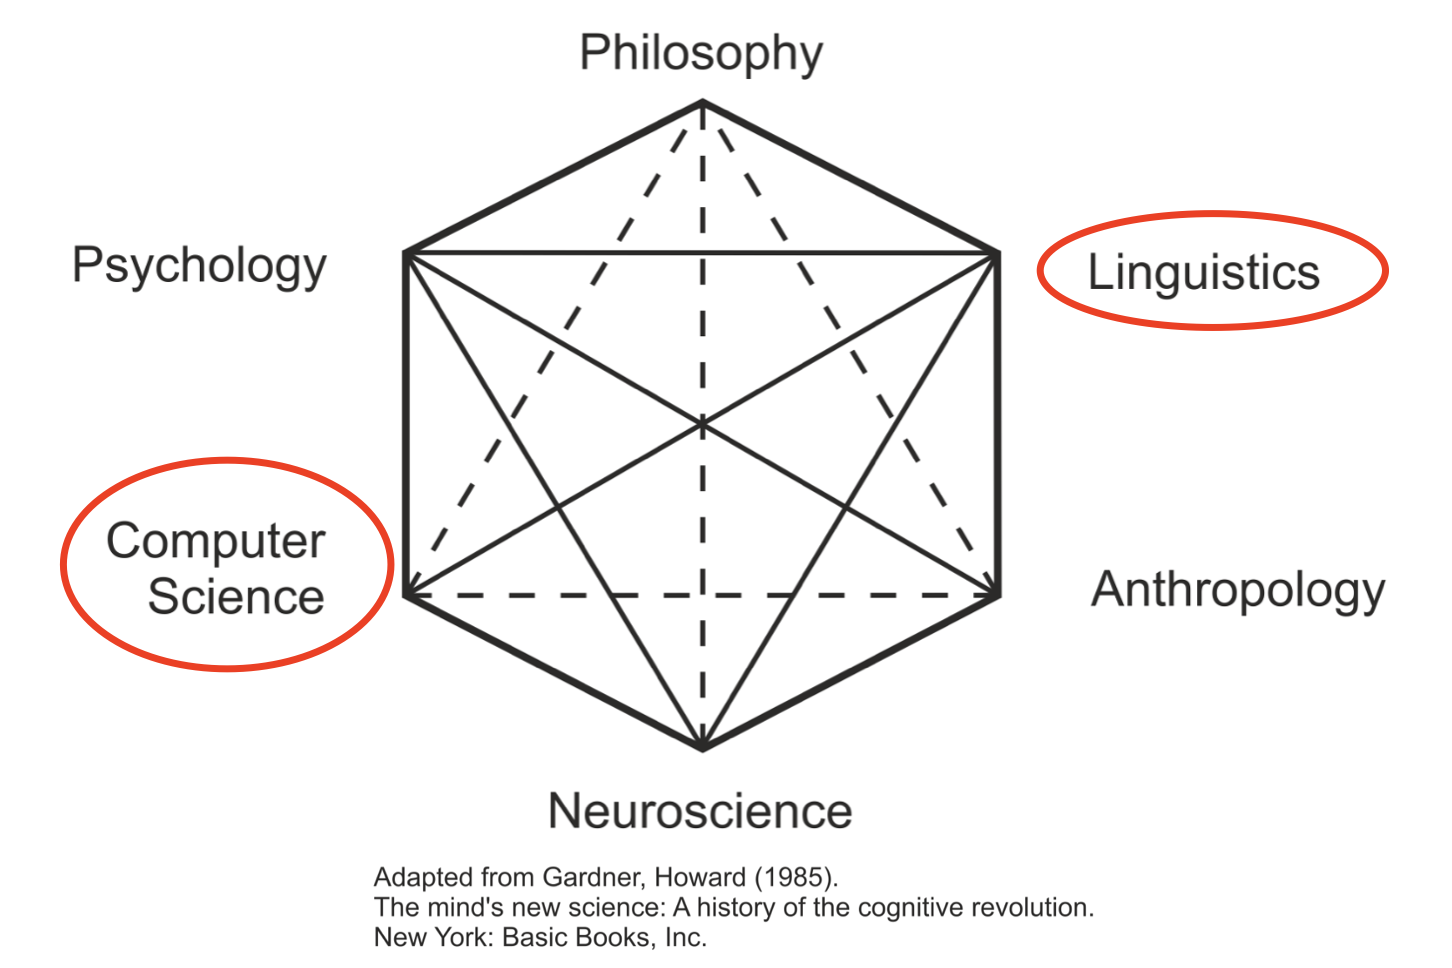 Philosophy
Psychology
Linguistics
Computer
Science
Anthropology
Neuroscience
Adapted from Gardner, Howard (1985).
The mind's new science: A history of the cognitive revolution.
New York: Basic Books, Inc.